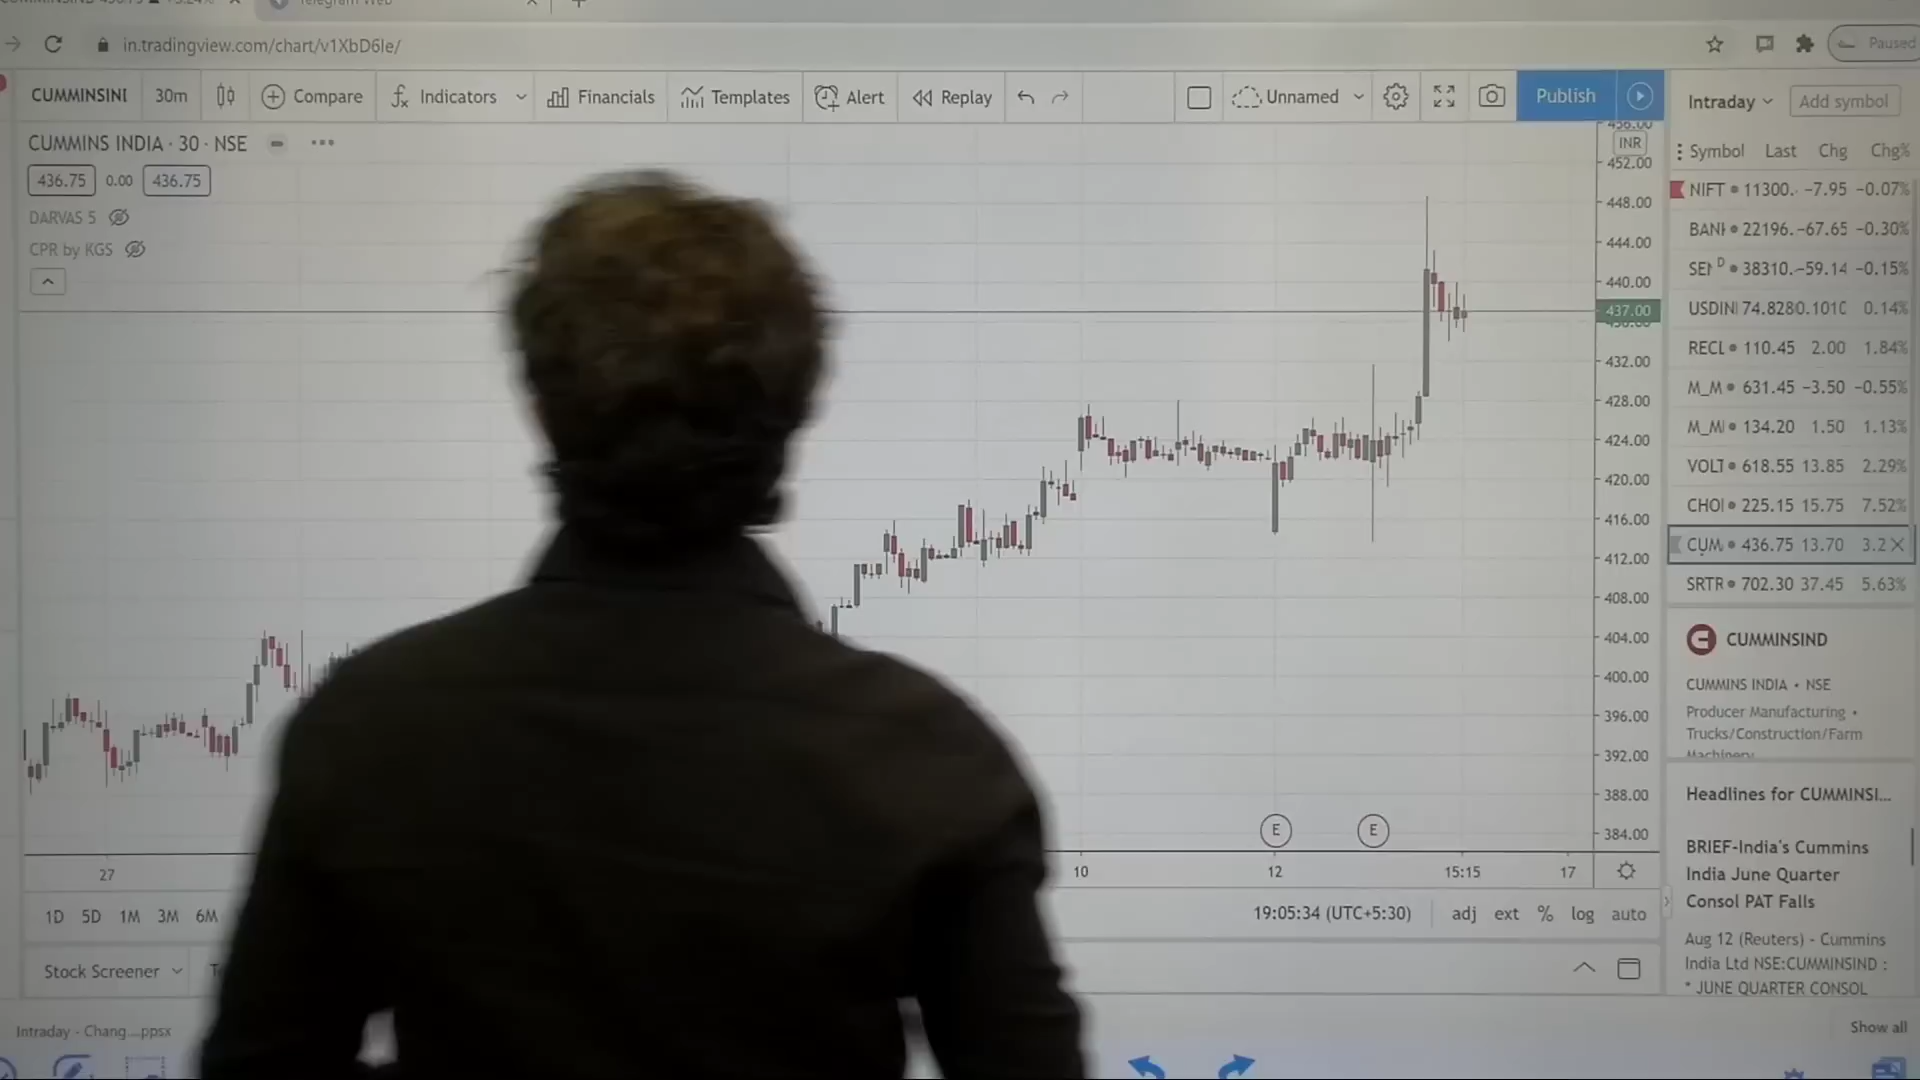 Telegram Web
in.tradingview.com/chart/v1XbD6Ie/
Paused
CUMMINSINI 30m Compare Indicators Financials Templates Alert Replay Unnamed Publish
Intraday Add symbol
CUMMINS INDIA · 30 · NSE
436.75 0.00 436.75
DARVAS 5
CPR by KGS
456.00
INR
452.00
448.00
444.00
440.00
437.00
432.00
428.00
424.00
420.00
416.00
412.00
408.00
404.00
400.00
396.00
392.00
388.00
384.00
E E
27 10 12 15:15 17
1D 5D 1M 3M 6M
19:05:34 (UTC+5:30) adj ext % log auto
Stock Screener
Symbol Last Chg Chg%
NIFT 11300. −7.95 −0.07%
22196. −67.65 −0.30%
D 38310. −59.14 −0.15%
USDIN 74.828 0.14%
RECL 110.45 2.00 1.84%
M_M 631.45 −3.50 −0.55%
134.20 1.50 1.13%
VOLT 618.55 13.85 2.29%
CHO 225.15 15.75 7.52%
CUM 436.75 13.70 3.2
SRTR 702.30 37.45 5.63%
CUMMINSIND
CUMMINS INDIA • NSE
Producer Manufacturing •
Trucks/Construction/Farm
Machinery
Headlines for CUMMINSI...
BRIEF-India's Cummins
India June Quarter
Consol PAT Falls
Aug 12 (Reuters) - Cummins
India Ltd NSE:CUMMINSIND :
* JUNE QUARTER CONSOL
Intraday - Chang....ppsx
Show all